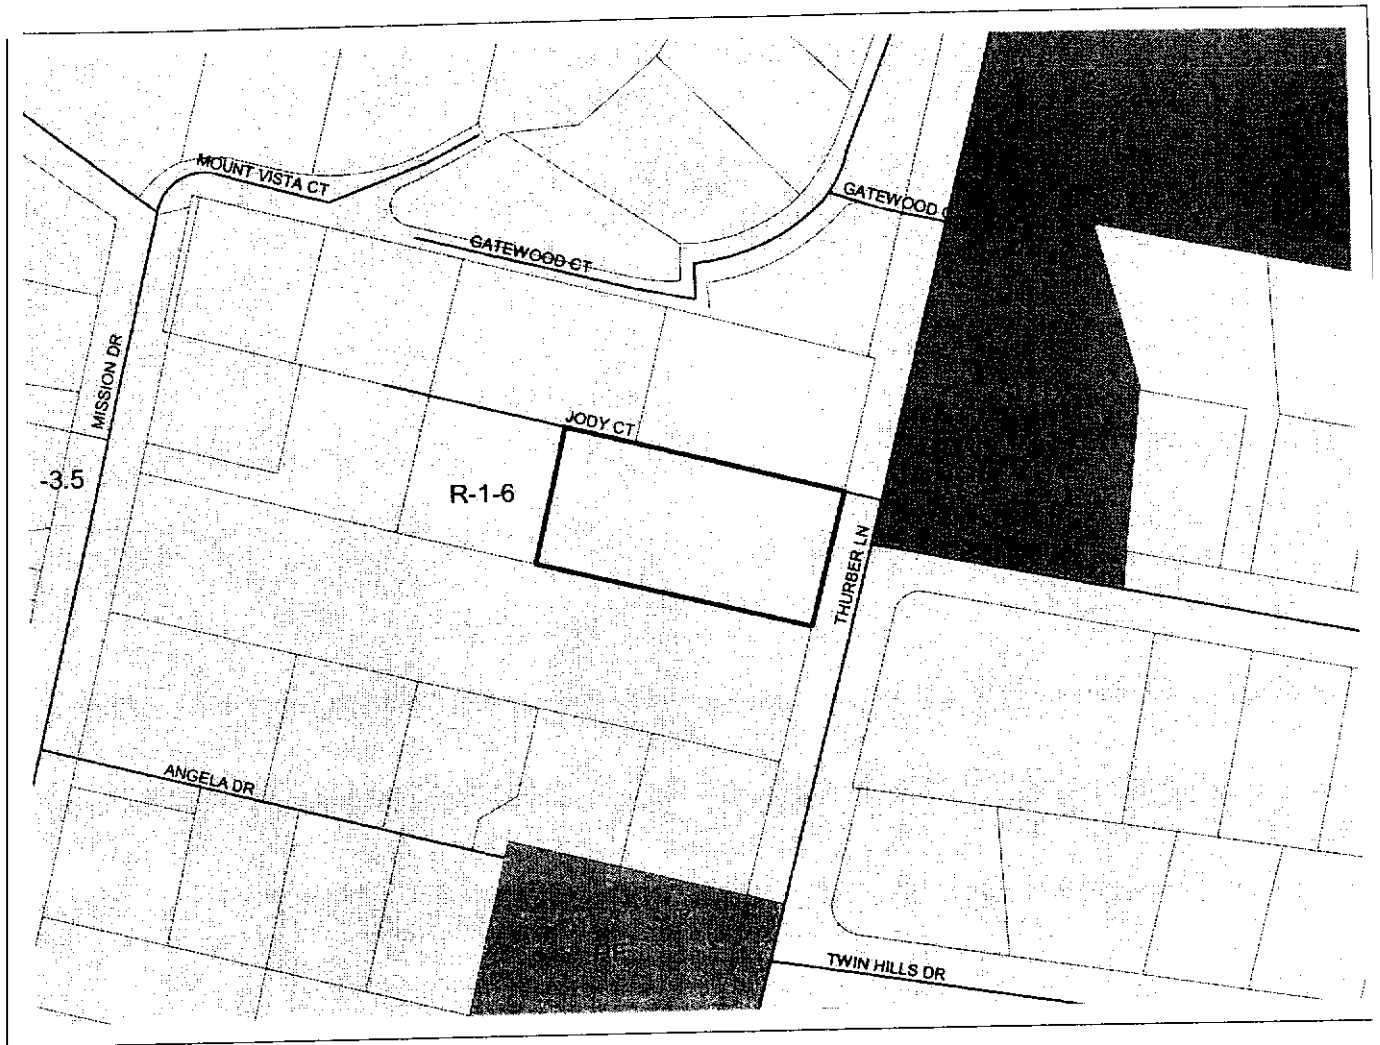 MOUNT VISTA CT
GATEWOOD
GATEWOOD CT
MISSION DR
JODY CT
-3.5
R-1-6
THURBER LN
ANGELA DR
TWIN HILLS DR